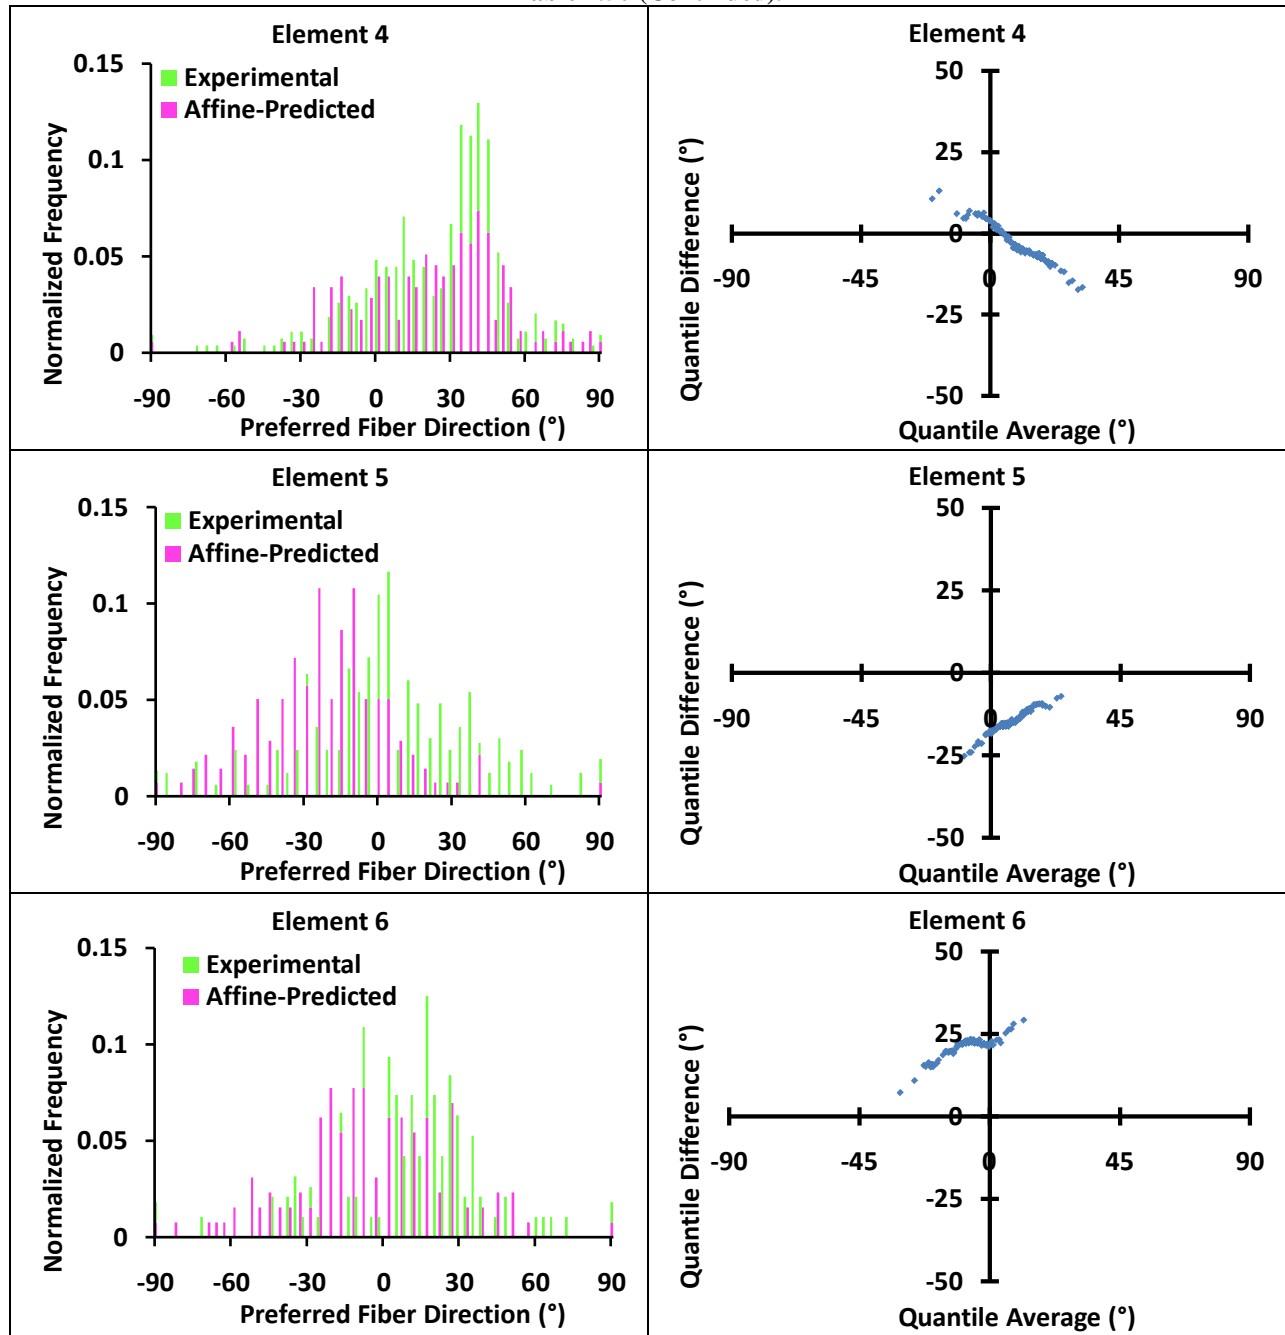 Element 4
0.15
Experimental
Affine-Predicted
0.1
0.05
0
Normalized Frequency
-90 -60 -30 0 30 60 90
Preferred Fiber Direction (°)
Element 4
50
25
0
-25
-50
-90 -45 0 45 90
Quantile Difference (°)
Quantile Average (°)
Element 5
0.15
Experimental
Affine-Predicted
0.1
0.05
0
Normalized Frequency
-90 -60 -30 0 30 60 90
Preferred Fiber Direction (°)
Element 5
50
25
0
-25
-50
-90 -45 0 45 90
Quantile Difference (°)
Quantile Average (°)
Element 6
0.15
Experimental
Affine-Predicted
0.1
0.05
0
Normalized Frequency
-90 -60 -30 0 30 60 90
Preferred Fiber Direction (°)
Element 6
50
25
0
-25
-50
-90 -45 0 45 90
Quantile Difference (°)
Quantile Average (°)